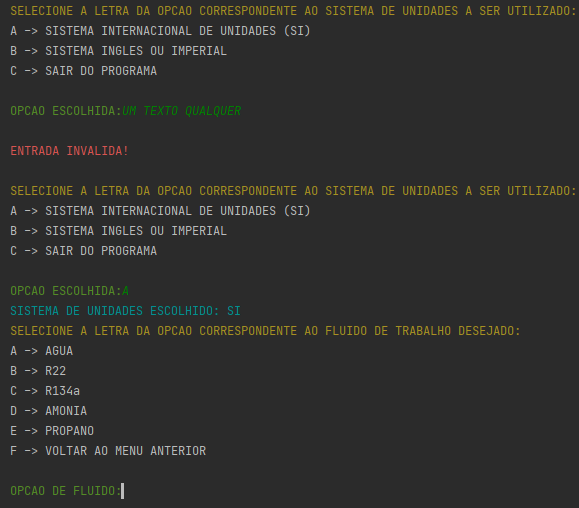 SELECIONE A LETRA DA OPCAO CORRESPONDENTE AO SISTEMA DE UNIDADES A SER UTILIZADO:
A -> SISTEMA INTERNACIONAL DE UNIDADES (SI)
B -> SISTEMA INGLES OU IMPERIAL
C -> SAIR DO PROGRAMA
OPCAO ESCOLHIDA:UM TEXTO QUALQUER
ENTRADA INVALIDA!
SELECIONE A LETRA DA OPCAO CORRESPONDENTE AO SISTEMA DE UNIDADES A SER UTILIZADO:
A -> SISTEMA INTERNACIONAL DE UNIDADES (SI)
B -> SISTEMA INGLES OU IMPERIAL
C -> SAIR DO PROGRAMA
OPCAO ESCOLHIDA:A
SISTEMA DE UNIDADES ESCOLHIDO: SI
SELECIONE A LETRA DA OPCAO CORRESPONDENTE AO FLUIDO DE TRABALHO DESEJADO:
A -> AGUA
B -> R22
C -> R134a
D -> AMONIA
E -> PROPANO
F -> VOLTAR AO MENU ANTERIOR
OPCAO DE FLUIDO: